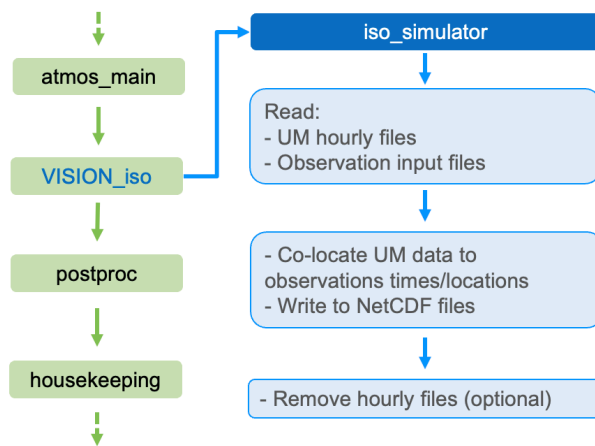 atmos_main
VISION_iso
postproc
housekeeping
iso_simulator
Read:
- UM hourly files
- Observation input files
- Co-locate UM data to
observations times/locations
- Write to NetCDF files
- Remove hourly files (optional)